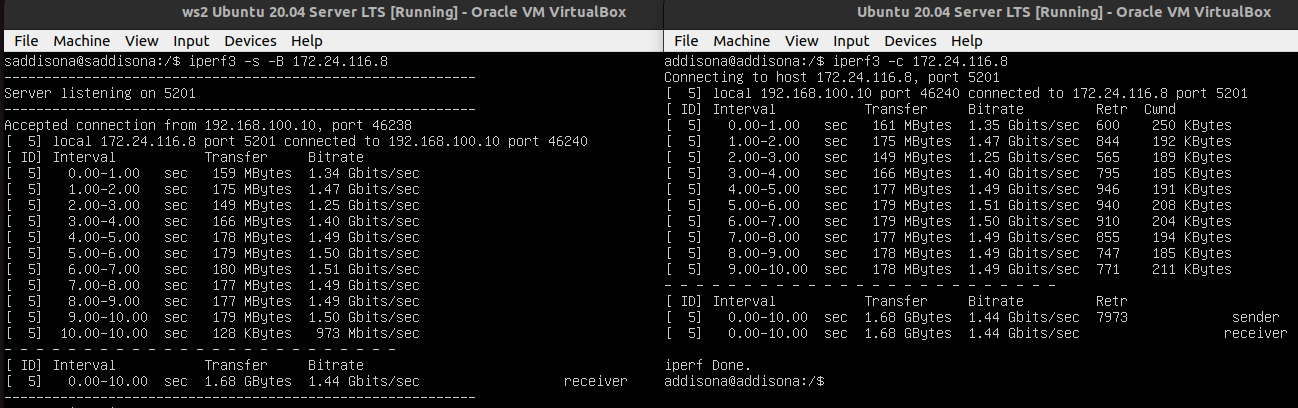 ws2 Ubuntu 20.04 Server LTS [Running] - Oracle VM VirtualBox
File Machine View Input Devices Help
saddisona@saddisona:/$ iperf3 -s -B 172.24.116.8
-----------------------------------------------------------
Server listening on 5201
-----------------------------------------------------------
Accepted connection from 192.168.100.10, port 46238
[  5] local 172.24.116.8 port 5201 connected to 192.168.100.10 port 46240
[ ID] Interval           Transfer     Bitrate
[  5]   0.00-1.00   sec   159 MBytes  1.34 Gbits/sec
[  5]   1.00-2.00   sec   175 MBytes  1.47 Gbits/sec
[  5]   2.00-3.00   sec   149 MBytes  1.25 Gbits/sec
[  5]   3.00-4.00   sec   166 MBytes  1.40 Gbits/sec
[  5]   4.00-5.00   sec   178 MBytes  1.49 Gbits/sec
[  5]   5.00-6.00   sec   179 MBytes  1.50 Gbits/sec
[  5]   6.00-7.00   sec   180 MBytes  1.51 Gbits/sec
[  5]   7.00-8.00   sec   177 MBytes  1.49 Gbits/sec
[  5]   8.00-9.00   sec   177 MBytes  1.49 Gbits/sec
[  5]   9.00-10.00  sec   179 MBytes  1.50 Gbits/sec
[  5]  10.00-10.00  sec   128 KBytes   973 Mbits/sec
- - - - - - - - - - - - - - - - - - - - - - - - -
[ ID] Interval           Transfer     Bitrate
[  5]   0.00-10.00  sec  1.68 GBytes  1.44 Gbits/sec                  receiver
-----------------------------------------------------------
Ubuntu 20.04 Server LTS [Running] - Oracle VM VirtualBox
File Machine View Input Devices Help
addisona@addisona:/$ iperf3 -c 172.24.116.8
Connecting to host 172.24.116.8, port 5201
[  5] local 192.168.100.10 port 46240 connected to 172.24.116.8 port 5201
[ ID] Interval           Transfer     Bitrate         Retr  Cwnd
[  5]   0.00-1.00   sec   161 MBytes  1.35 Gbits/sec  600    250 KBytes
[  5]   1.00-2.00   sec   175 MBytes  1.47 Gbits/sec  844    192 KBytes
[  5]   2.00-3.00   sec   149 MBytes  1.25 Gbits/sec  565    189 KBytes
[  5]   3.00-4.00   sec   166 MBytes  1.40 Gbits/sec  795    185 KBytes
[  5]   4.00-5.00   sec   177 MBytes  1.49 Gbits/sec  946    191 KBytes
[  5]   5.00-6.00   sec   179 MBytes  1.51 Gbits/sec  940    208 KBytes
[  5]   6.00-7.00   sec   179 MBytes  1.50 Gbits/sec  910    204 KBytes
[  5]   7.00-8.00   sec   177 MBytes  1.49 Gbits/sec  855    194 KBytes
[  5]   8.00-9.00   sec   178 MBytes  1.49 Gbits/sec  747    185 KBytes
[  5]   9.00-10.00  sec   178 MBytes  1.49 Gbits/sec  771    211 KBytes
- - - - - - - - - - - - - - - - - - - - - - - - -
[ ID] Interval           Transfer     Bitrate         Retr
[  5]   0.00-10.00  sec  1.68 GBytes  1.44 Gbits/sec  7973             sender
[  5]   0.00-10.00  sec  1.68 GBytes  1.44 Gbits/sec                  receiver
iperf Done.
addisona@addisona:/$